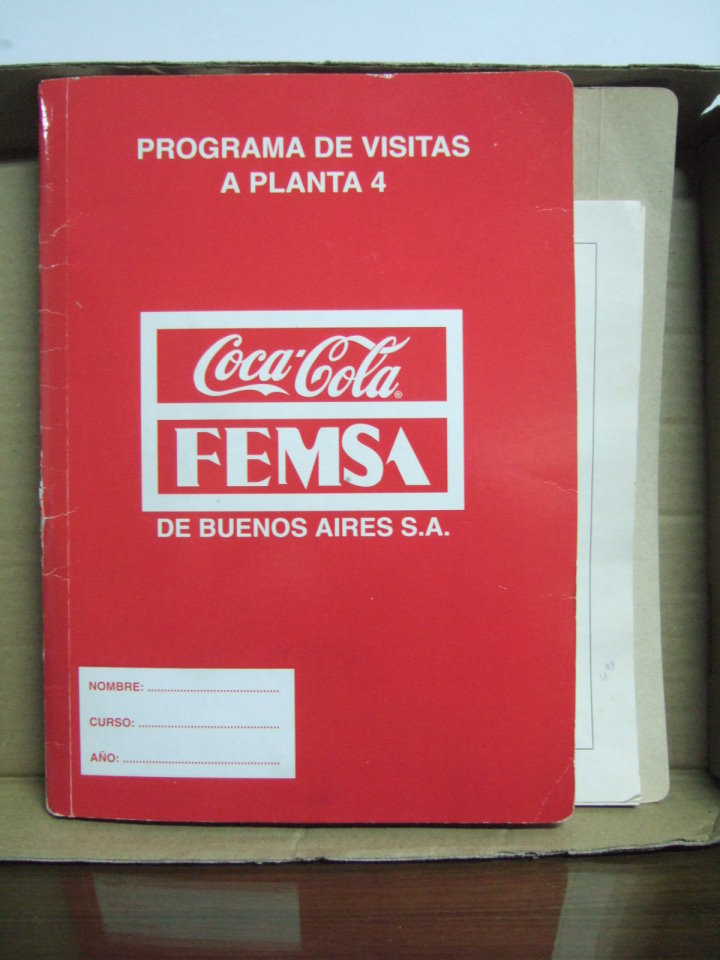 PROGRAMA DE VISITAS
A PLANTA 4
Coca-Cola®
FEMSA
DE BUENOS AIRES S.A.
NOMBRE: ............................................
CURSO: ...............................................
AÑO: ....................................................